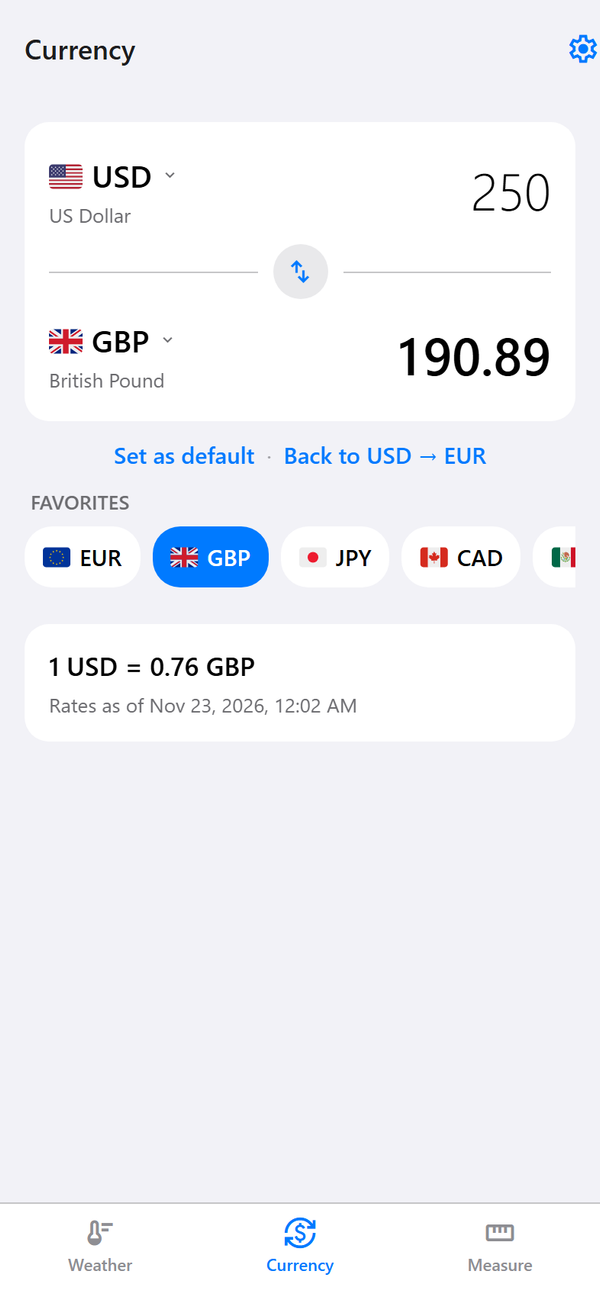 Currency
USD
250
US Dollar
GBP
190.89
British Pound
Set as default · Back to USD → EUR
FAVORITES
EUR GBP JPY CAD
1 USD = 0.76 GBP
Rates as of Nov 23, 2026, 12:02 AM
Weather Currency Measure